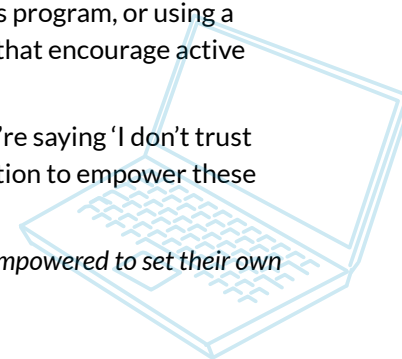 s program, or using a
that encourage active
're saying ‘I don’t trust
tion to empower these
mpowered to set their own